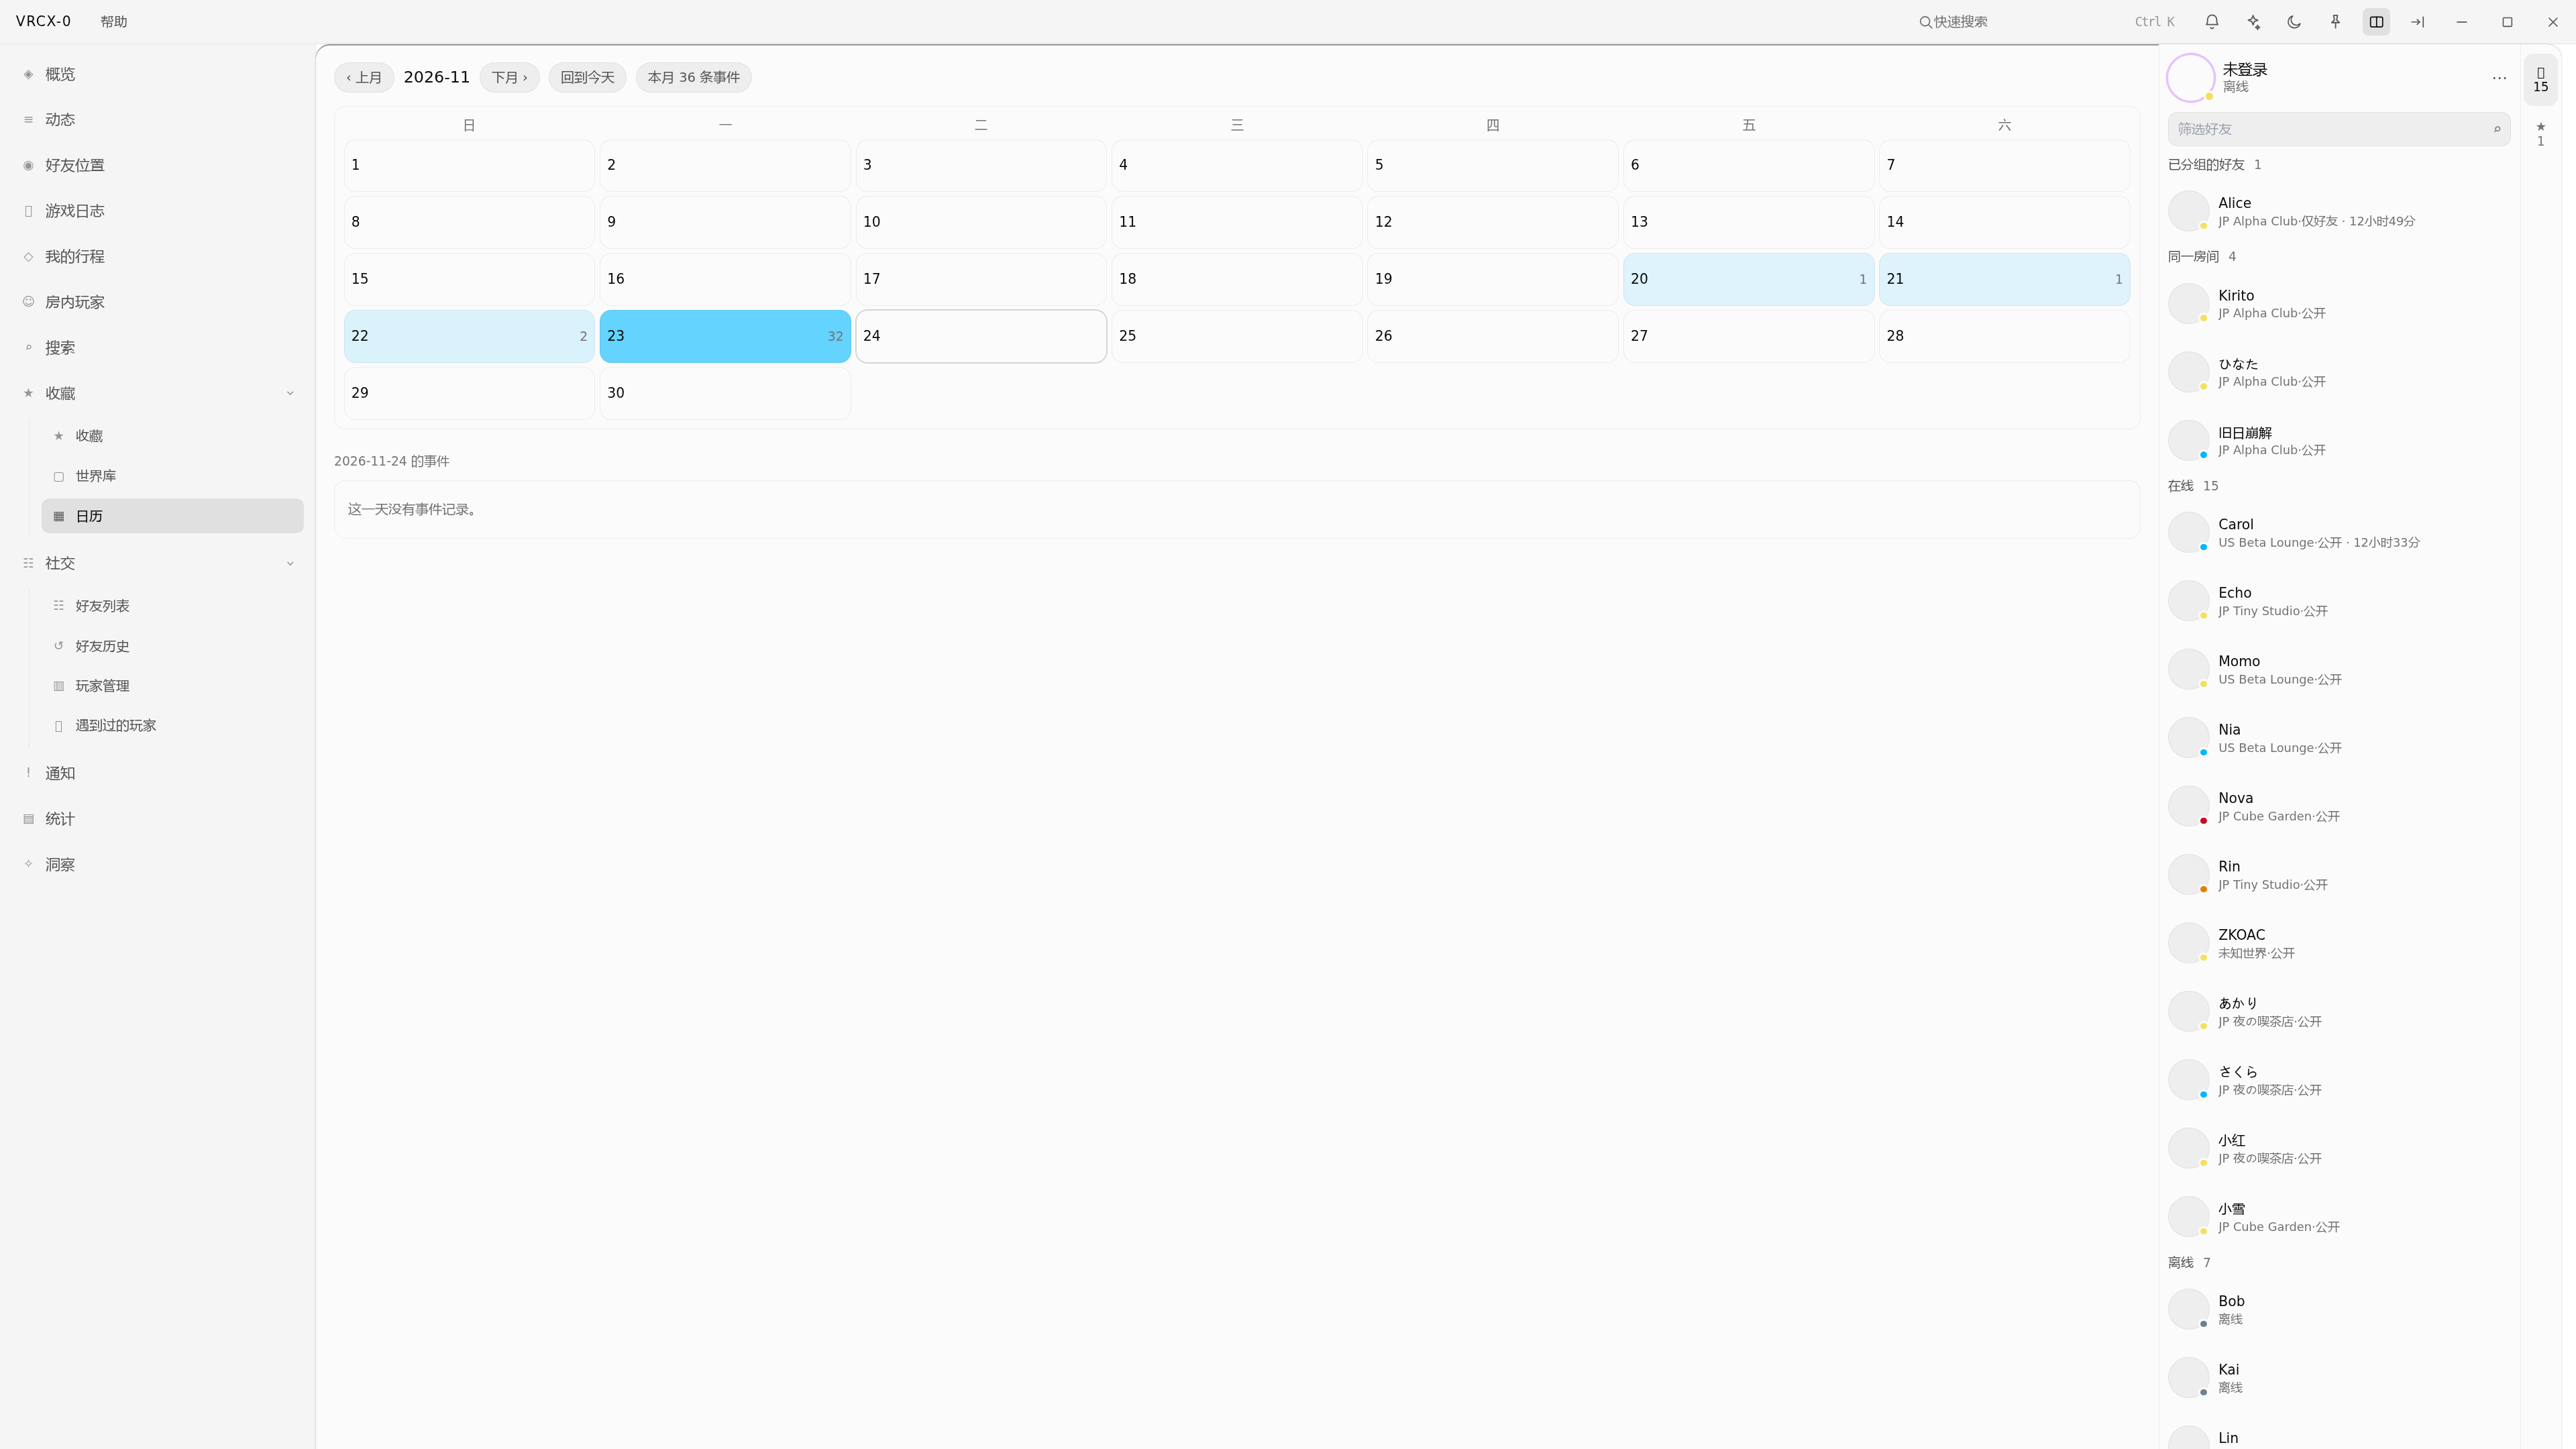 VRCX-0 帮助 快速搜索 Ctrl K
概览
动态
好友位置
游戏日志
我的行程
房内玩家
搜索
收藏
收藏
世界库
日历
社交
好友列表
好友历史
玩家管理
遇到过的玩家
! 通知
统计
洞察
‹ 上月 2026-11 下月 › 回到今天 本月 36 条事件
日 一 二 三 四 五 六
1 2 3 4 5 6 7
8 9 10 11 12 13 14
15 16 17 18 19 20 1 21 1
22 2 23 32 24 25 26 27 28
29 30
2026-11-24 的事件
这一天没有事件记录。
未登录 ...
离线
筛选好友
已分组的好友 1
Alice
JP Alpha Club·仅好友 · 12小时49分
同一房间 4
Kirito
JP Alpha Club·公开
ひなた
JP Alpha Club·公开
旧日崩解
JP Alpha Club·公开
在线 15
Carol
US Beta Lounge·公开 · 12小时33分
Echo
JP Tiny Studio·公开
Momo
US Beta Lounge·公开
Nia
US Beta Lounge·公开
Nova
JP Cube Garden·公开
Rin
JP Tiny Studio·公开
ZKOAC
未知世界·公开
あかり
JP 夜の喫茶店·公开
さくら
JP 夜の喫茶店·公开
小红
JP 夜の喫茶店·公开
小雪
JP Cube Garden·公开
离线 7
Bob
离线
Kai
离线
Lin
15
1